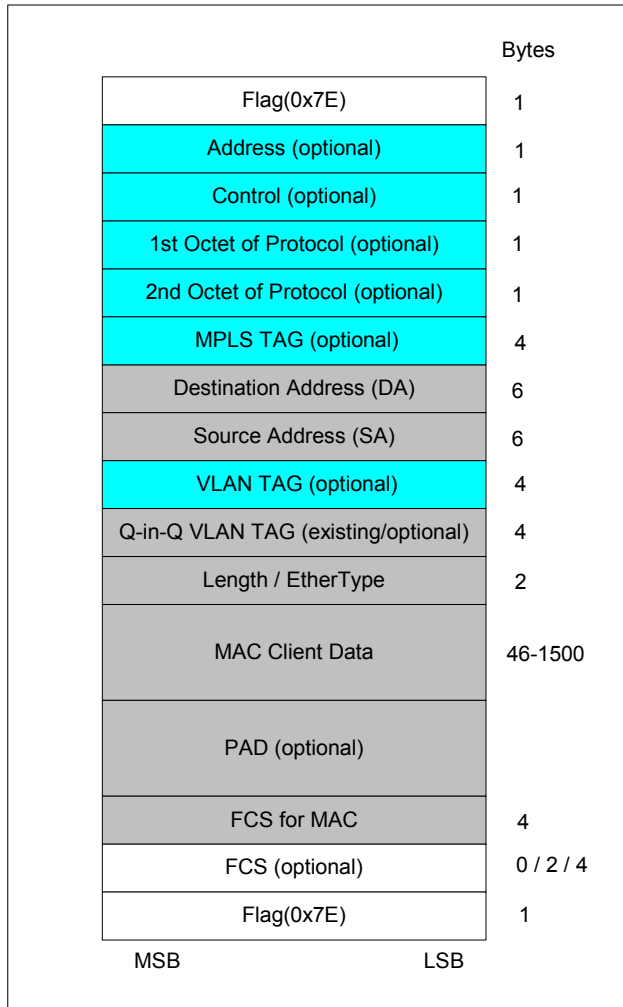 Bytes
Flag(0x7E) 1
Address (optional) 1
Control (optional) 1
1st Octet of Protocol (optional) 1
2nd Octet of Protocol (optional) 1
MPLS TAG (optional) 4
Destination Address (DA) 6
Source Address (SA) 6
VLAN TAG (optional) 4
Q-in-Q VLAN TAG (existing/optional) 4
Length / EtherType 2
MAC Client Data 46-1500
PAD (optional)
FCS for MAC 4
FCS (optional) 0 / 2 / 4
Flag(0x7E) 1
MSB LSB